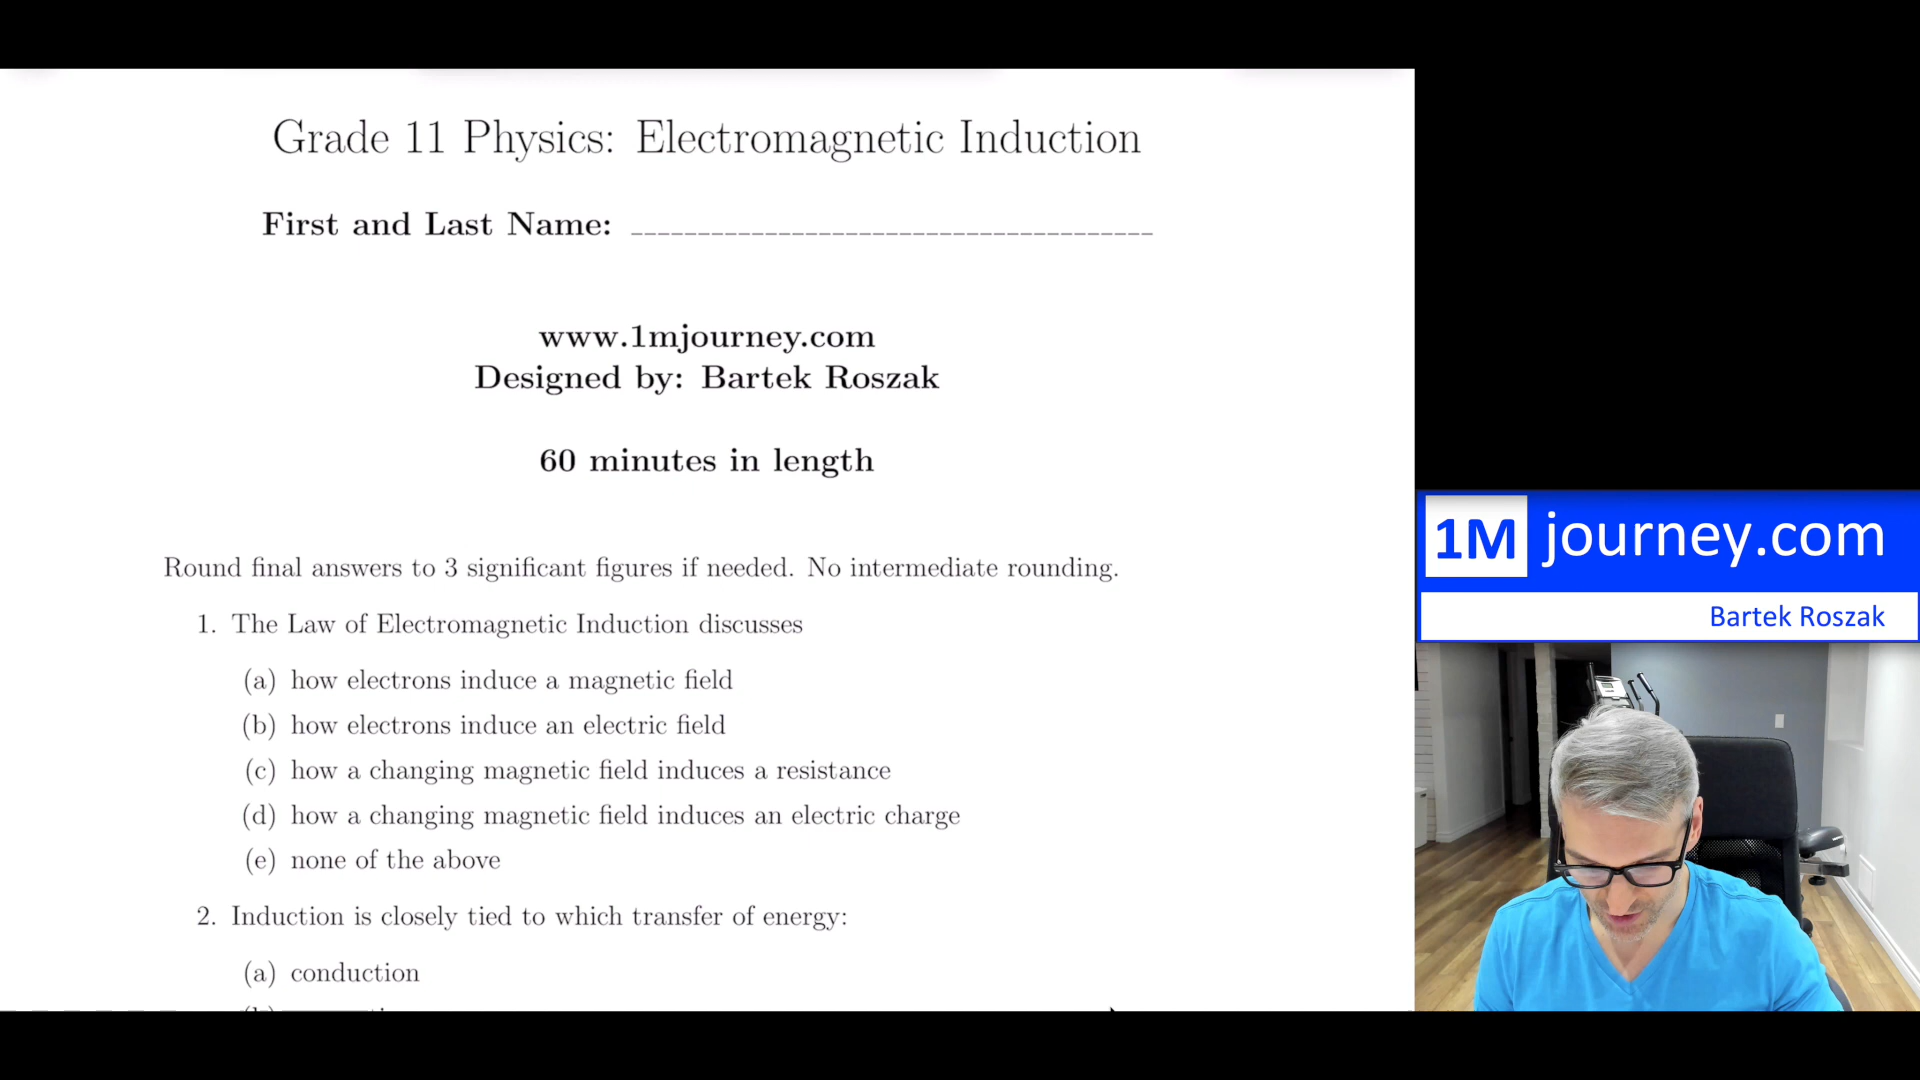 Grade 11 Physics: Electromagnetic Induction
First and Last Name:
www.1mjourney.com
Designed by: Bartek Roszak
60 minutes in length
Round final answers to 3 significant figures if needed. No intermediate rounding.
1. The Law of Electromagnetic Induction discusses
(a) how electrons induce a magnetic field
(b) how electrons induce an electric field
(c) how a changing magnetic field induces a resistance
(d) how a changing magnetic field induces an electric charge
(e) none of the above
2. Induction is closely tied to which transfer of energy:
(a) conduction
1M journey.com
Bartek Roszak